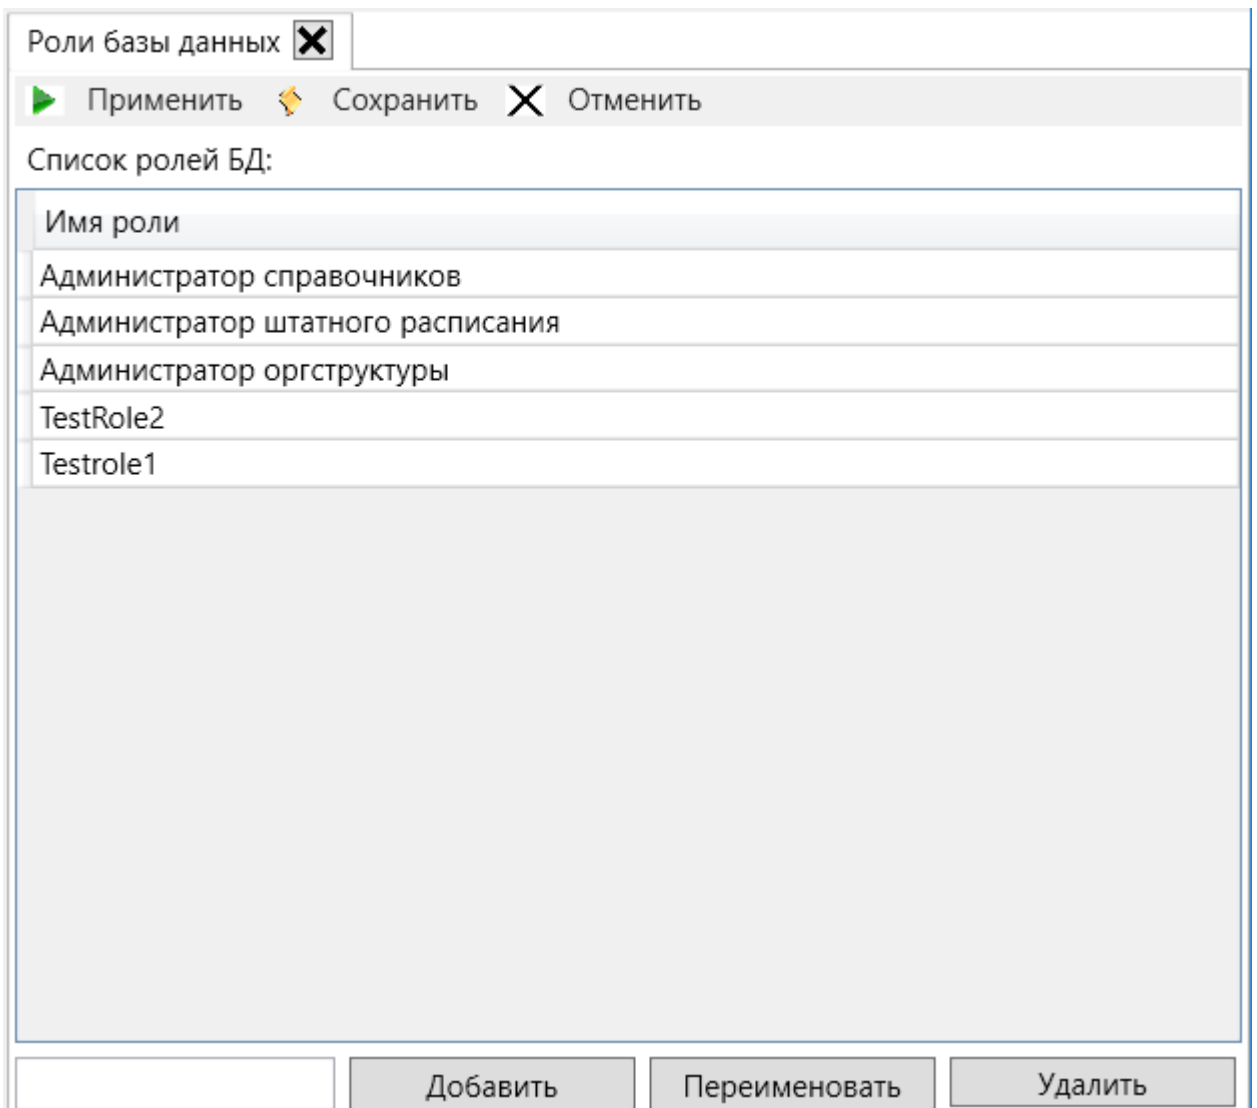 Роли базы данных
Применить Сохранить Отменить
Список ролей БД:
Имя роли
Администратор справочников
Администратор штатного расписания
Администратор оргструктуры
TestRole2
Testrole1
Добавить Переименовать Удалить